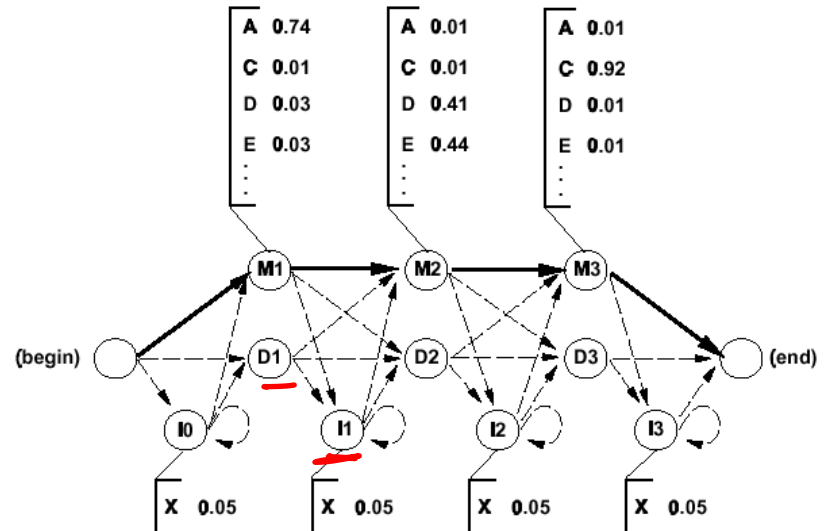 A 0.74 A 0.01 A 0.01
C 0.01 C 0.01 C 0.92
D 0.03 D 0.41 D 0.01
E 0.03 E 0.44 E 0.01
M1 M2 M3
(begin) D1 D2 D3 (end)
I0 I1 I2 I3
X 0.05 X 0.05 X 0.05 X 0.05